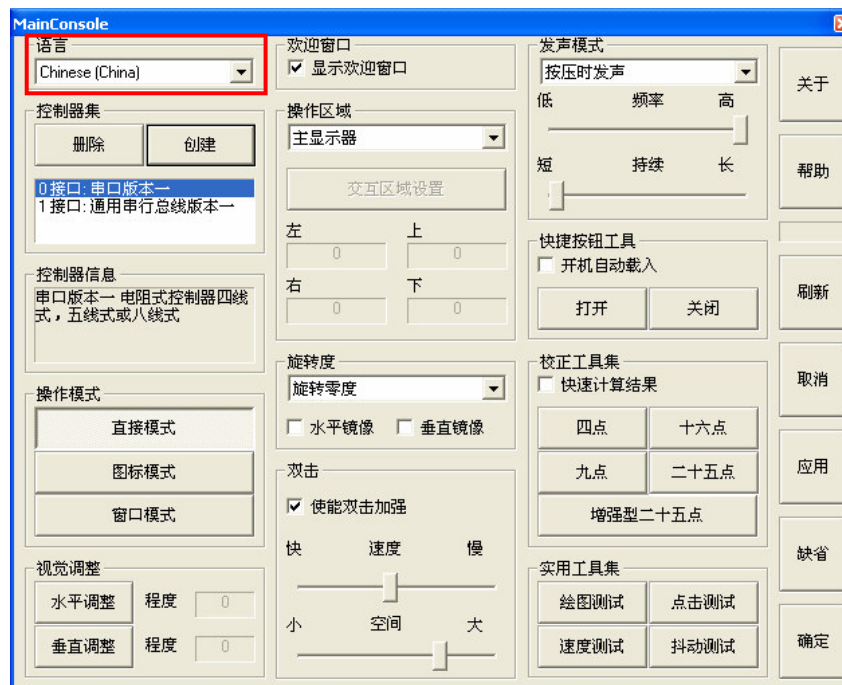 MainConsole
语言
Chinese (China)
控制器集
删除
创建
0 接口: 串口版本一
1 接口: 通用串行总线版本一
控制器信息
串口版本一 电阻式控制器四线
式，五线式或八线式
操作模式
直接模式
图标模式
窗口模式
视觉调整
水平调整 程度 0
垂直调整 程度 0
欢迎窗口
显示欢迎窗口
操作区域
主显示器
交互区域设置
左 上
0 0
右 下
0 0
旋转度
旋转零度
水平镜像 垂直镜像
双击
使能双击加强
快 速度 慢
小 空间 大
发声模式
按压时发声
低 频率 高
短 持续 长
快捷按钮工具
开机自动载入
打开 关闭
校正工具集
快速计算结果
四点 十六点
九点 二十五点
增强型二十五点
实用工具集
绘图测试 点击测试
速度测试 抖动测试
关于
帮助
刷新
取消
应用
缺省
确定